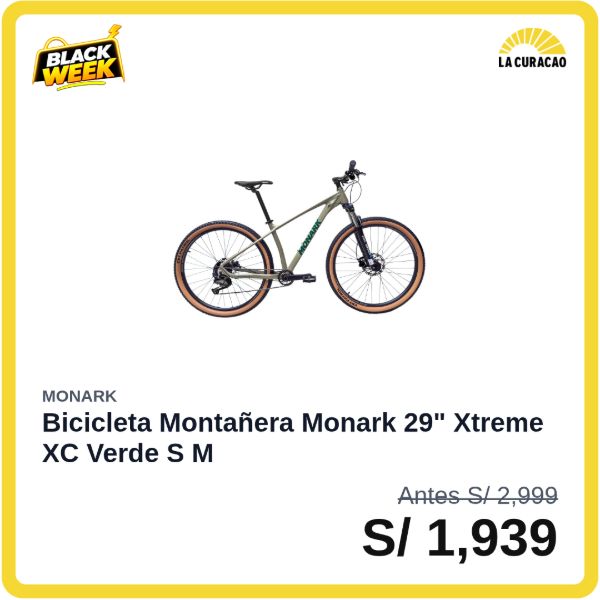 BLACK
WEEK
LA CURACAO
MONARK
MONARK
Bicicleta Montañera Monark 29" Xtreme
XC Verde S M
Antes S/ 2,999
S/ 1,939